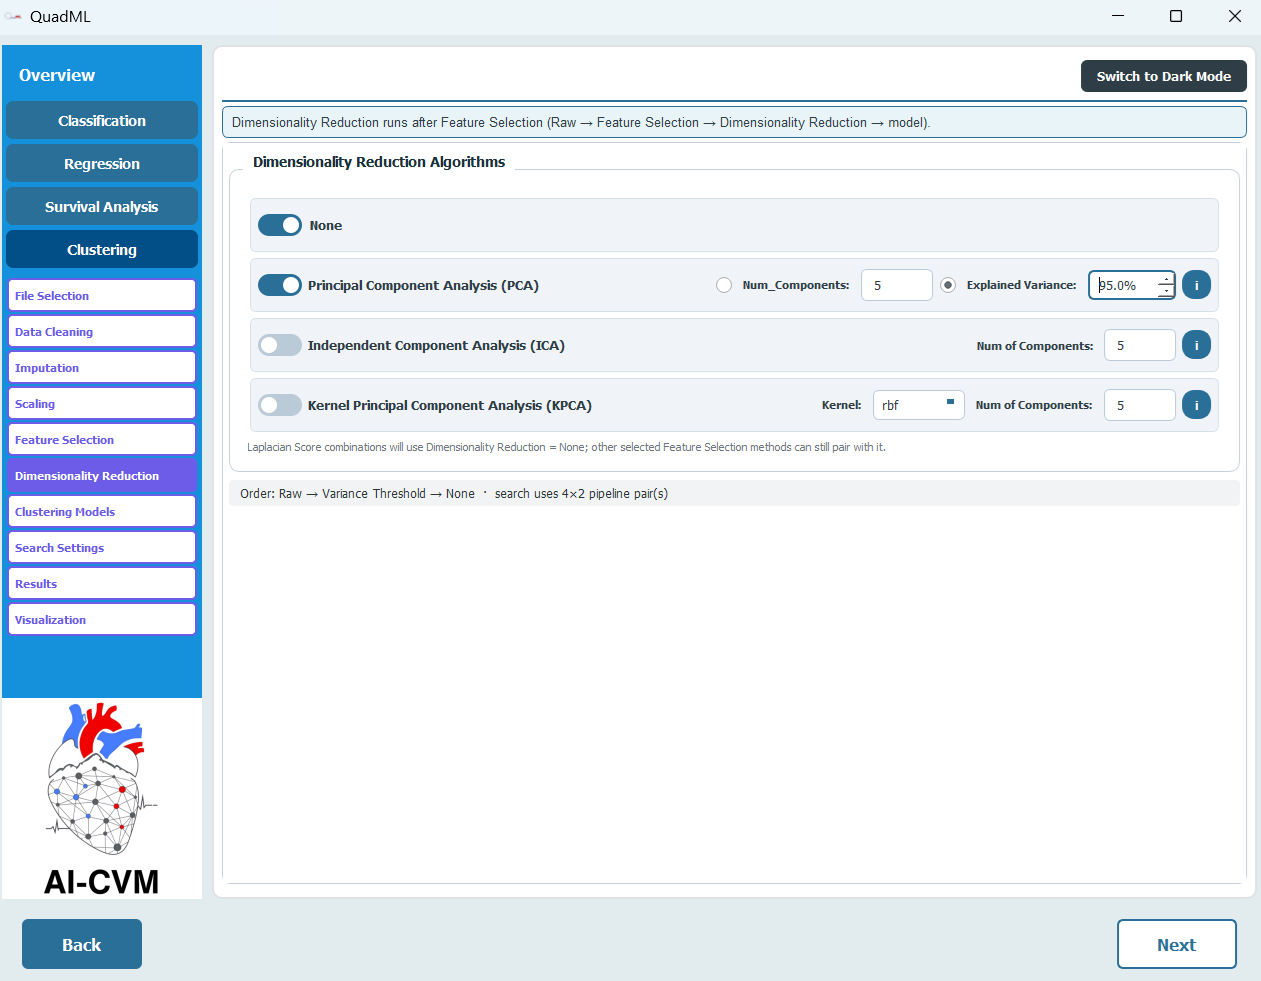 QuadML
Overview
Classification
Regression
Survival Analysis
Clustering
File Selection
Data Cleaning
Imputation
Scaling
Feature Selection
Dimensionality Reduction
Clustering Models
Search Settings
Results
Visualization
AI-CVM
Switch to Dark Mode
Dimensionality Reduction runs after Feature Selection (Raw → Feature Selection → Dimensionality Reduction → model).
Dimensionality Reduction Algorithms
None
Principal Component Analysis (PCA) Num_Components: 5 Explained Variance: 95.0% i
Independent Component Analysis (ICA) Num of Components: 5 i
Kernel Principal Component Analysis (KPCA) Kernel: rbf Num of Components: 5 i
Laplacian Score combinations will use Dimensionality Reduction = None; other selected Feature Selection methods can still pair with it.
Order: Raw → Variance Threshold → None · search uses 4×2 pipeline pair(s)
Back
Next